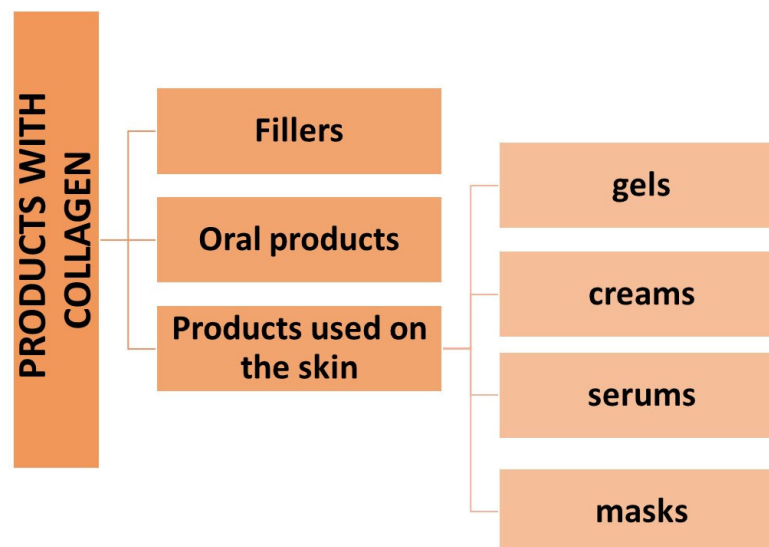 PRODUCTS WITH
COLLAGEN
Fillers
Oral products
Products used on
the skin
gels
creams
serums
masks